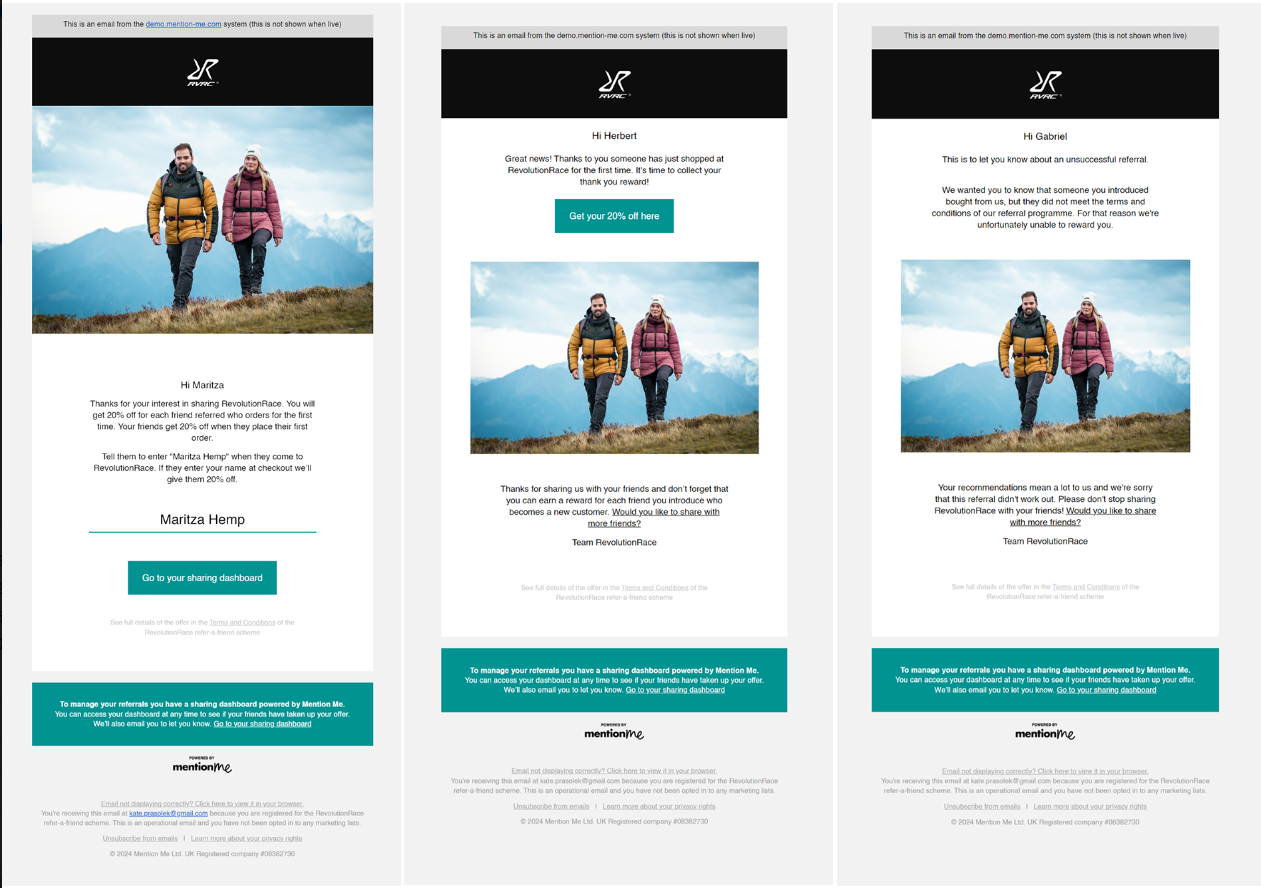 This is an email from the demo.mention-me.com system (this is not shown when live)
RVRC
Hi Maritza
Thanks for your interest in sharing RevolutionRace. You will
get 20% off for each friend referred who orders for the first
time. Your friends get 20% off when they place their first
order.
Tell them to enter "Maritza Hemp" when they come to
RevolutionRace. If they enter your name at checkout we'll
give them 20% off.
Maritza Hemp
Go to your sharing dashboard
See full details of the offer in the Terms and Conditions of the
RevolutionRace refer-a-friend scheme
To manage your referrals you have a sharing dashboard powered by Mention Me.
You can access your dashboard at any time to see if your friends have taken up your offer.
We'll also email you to let you know. Go to your sharing dashboard
POWERED BY
mentionMe
Email not displaying correctly? Click here to view it in your browser.
You're receiving this email at kate.prasolek@gmail.com because you are registered for the RevolutionRace
refer-a-friend scheme. This is an operational email and you have not been opted in to any marketing lists.
Unsubscribe from emails | Learn more about your privacy rights
© 2024 Mention Me Ltd. UK Registered company #08382730
This is an email from the demo.mention-me.com system (this is not shown when live)
RVRC
Hi Herbert
Great news! Thanks to you someone has just shopped at
RevolutionRace for the first time. It's time to collect your
thank you reward!
Get your 20% off here
Thanks for sharing us with your friends and don't forget that
you can earn a reward for each friend you introduce who
becomes a new customer. Would you like to share with
more friends?
Team RevolutionRace
See full details of the offer in the Terms and Conditions of the
RevolutionRace refer-a-friend scheme
To manage your referrals you have a sharing dashboard powered by Mention Me.
You can access your dashboard at any time to see if your friends have taken up your offer.
We'll also email you to let you know. Go to your sharing dashboard
POWERED BY
mentionMe
Email not displaying correctly? Click here to view it in your browser.
You're receiving this email at kate.prasolek@gmail.com because you are registered for the RevolutionRace
refer-a-friend scheme. This is an operational email and you have not been opted in to any marketing lists.
Unsubscribe from emails | Learn more about your privacy rights
© 2024 Mention Me Ltd. UK Registered company #08382730
This is an email from the demo.mention-me.com system (this is not shown when live)
RVRC
Hi Gabriel
This is to let you know about an unsuccessful referral.
We wanted you to know that someone you introduced
bought from us, but they did not meet the terms and
conditions of our referral programme. For that reason we're
unfortunately unable to reward you.
Your recommendations mean a lot to us and we're sorry
that this referral didn't work out. Please don't stop sharing
RevolutionRace with your friends! Would you like to share
with more friends?
Team RevolutionRace
See full details of the offer in the Terms and Conditions of the
RevolutionRace refer-a-friend scheme
To manage your referrals you have a sharing dashboard powered by Mention Me.
You can access your dashboard at any time to see if your friends have taken up your offer.
We'll also email you to let you know. Go to your sharing dashboard
POWERED BY
mentionMe
Email not displaying correctly? Click here to view it in your browser.
You're receiving this email at kate.prasolek@gmail.com because you are registered for the RevolutionRace
refer-a-friend scheme. This is an operational email and you have not been opted in to any marketing lists.
Unsubscribe from emails | Learn more about your privacy rights
© 2024 Mention Me Ltd. UK Registered company #08382730